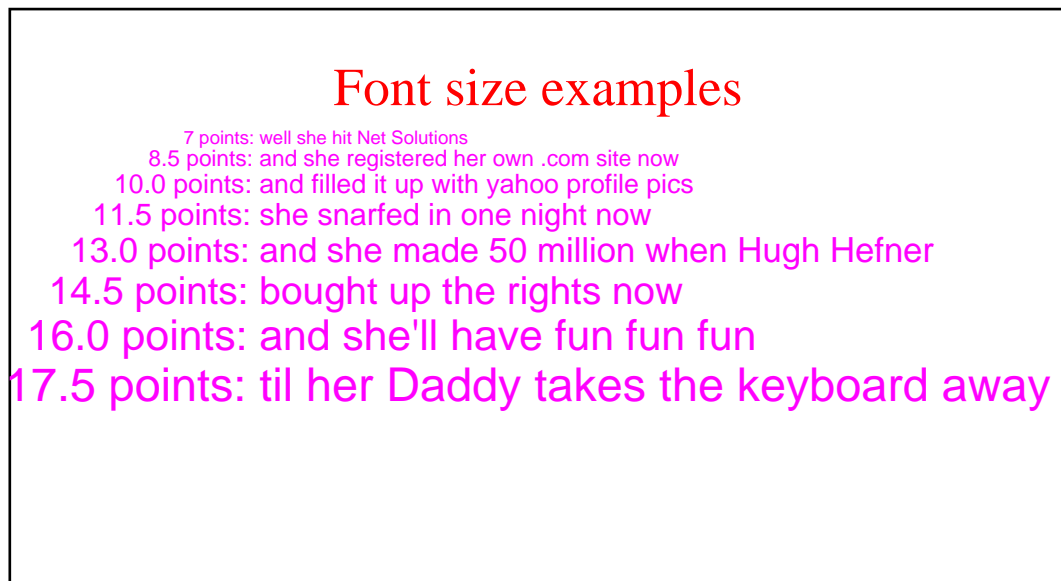 Font size examples
7 points: well she hit Net Solutions
8.5 points: and she registered her own .com site now
10.0 points: and filled it up with yahoo profile pics
11.5 points: she snarfed in one night now
13.0 points: and she made 50 million when Hugh Hefner
14.5 points: bought up the rights now
16.0 points: and she'll have fun fun fun
17.5 points: til her Daddy takes the keyboard away